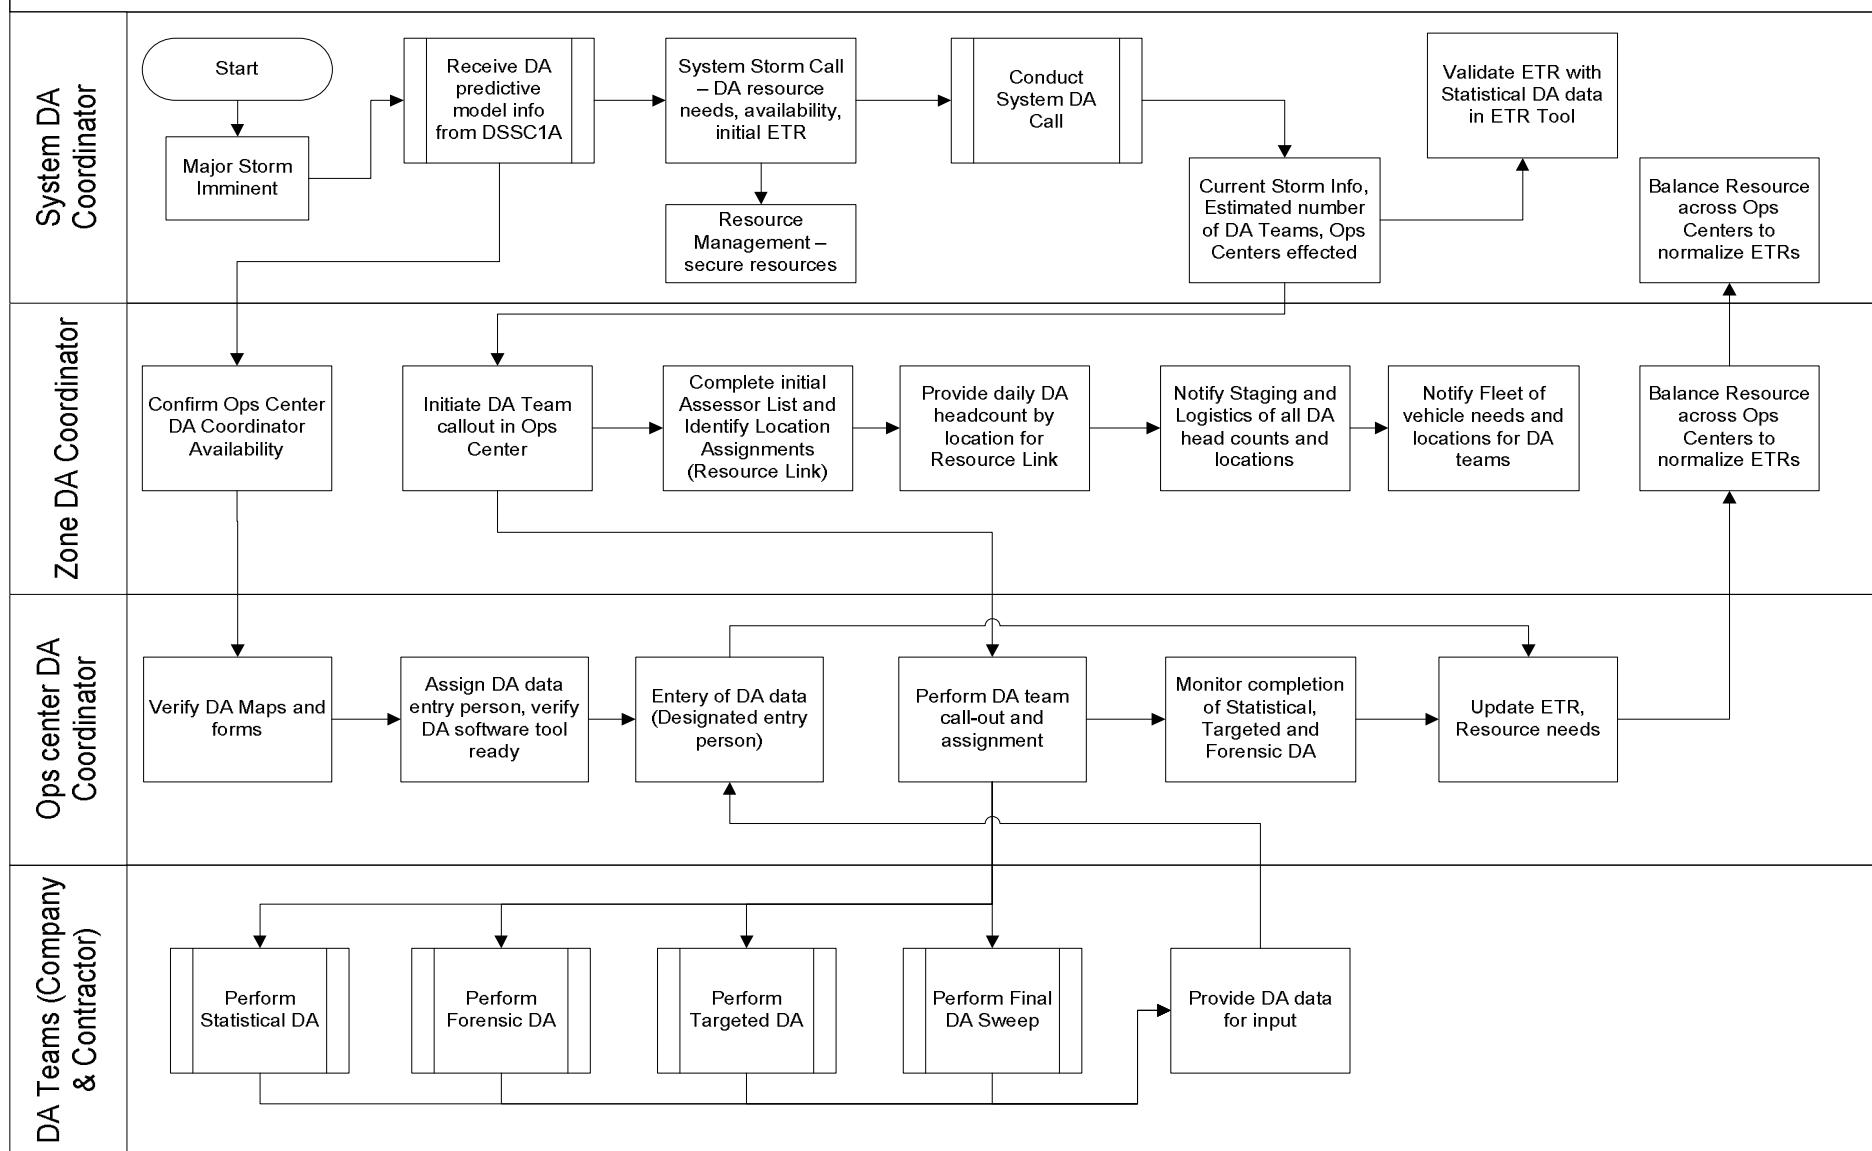 System DA
Coordinator
Start
Major Storm
Imminent
Receive DA
predictive
model info
from DSSC1A
System Storm Call
– DA resource
needs, availability,
initial ETR
Resource
Management –
secure resources
Conduct
System DA
Call
Current Storm Info,
Estimated number
of DA Teams, Ops
Centers effected
Validate ETR with
Statistical DA data
in ETR Tool
Balance Resource
across Ops
Centers to
normalize ETRs
Zone DA Coordinator
Confirm Ops Center
DA Coordinator
Availability
Initiate DA Team
callout in Ops
Center
Complete initial
Assessor List and
Identify Location
Assignments
(Resource Link)
Provide daily DA
headcount by
location for
Resource Link
Notify Staging and
Logistics of all DA
head counts and
locations
Notify Fleet of
vehicle needs and
locations for DA
teams
Balance Resource
across Ops
Centers to
normalize ETRs
Ops center DA
Coordinator
Verify DA Maps and
forms
Assign DA data
entry person, verify
DA software tool
ready
Entery of DA data
(Designated entry
person)
Perform DA team
call-out and
assignment
Monitor completion
of Statistical,
Targeted and
Forensic DA
Update ETR,
Resource needs
DA Teams (Company
& Contractor)
Perform
Statistical DA
Perform
Forensic DA
Perform
Targeted DA
Perform Final
DA Sweep
Provide DA data
for input